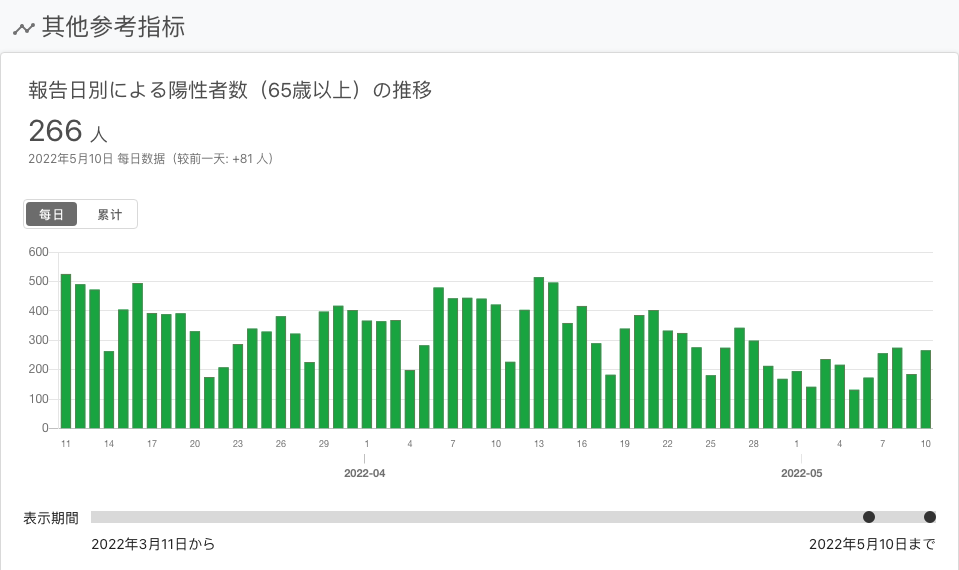 其他参考指标
報告日別による陽性者数（65歳以上）の推移
266 人
2022年5月10日 每日数据（较前一天: +81 人）
每日 累计
600
500
400
300
200
100
0
11 14 17 20 23 26 29 1 4 7 10 13 16 19 22 25 28 1 4 7 10
2022-04 2022-05
表示期間
2022年3月11日から 2022年5月10日まで